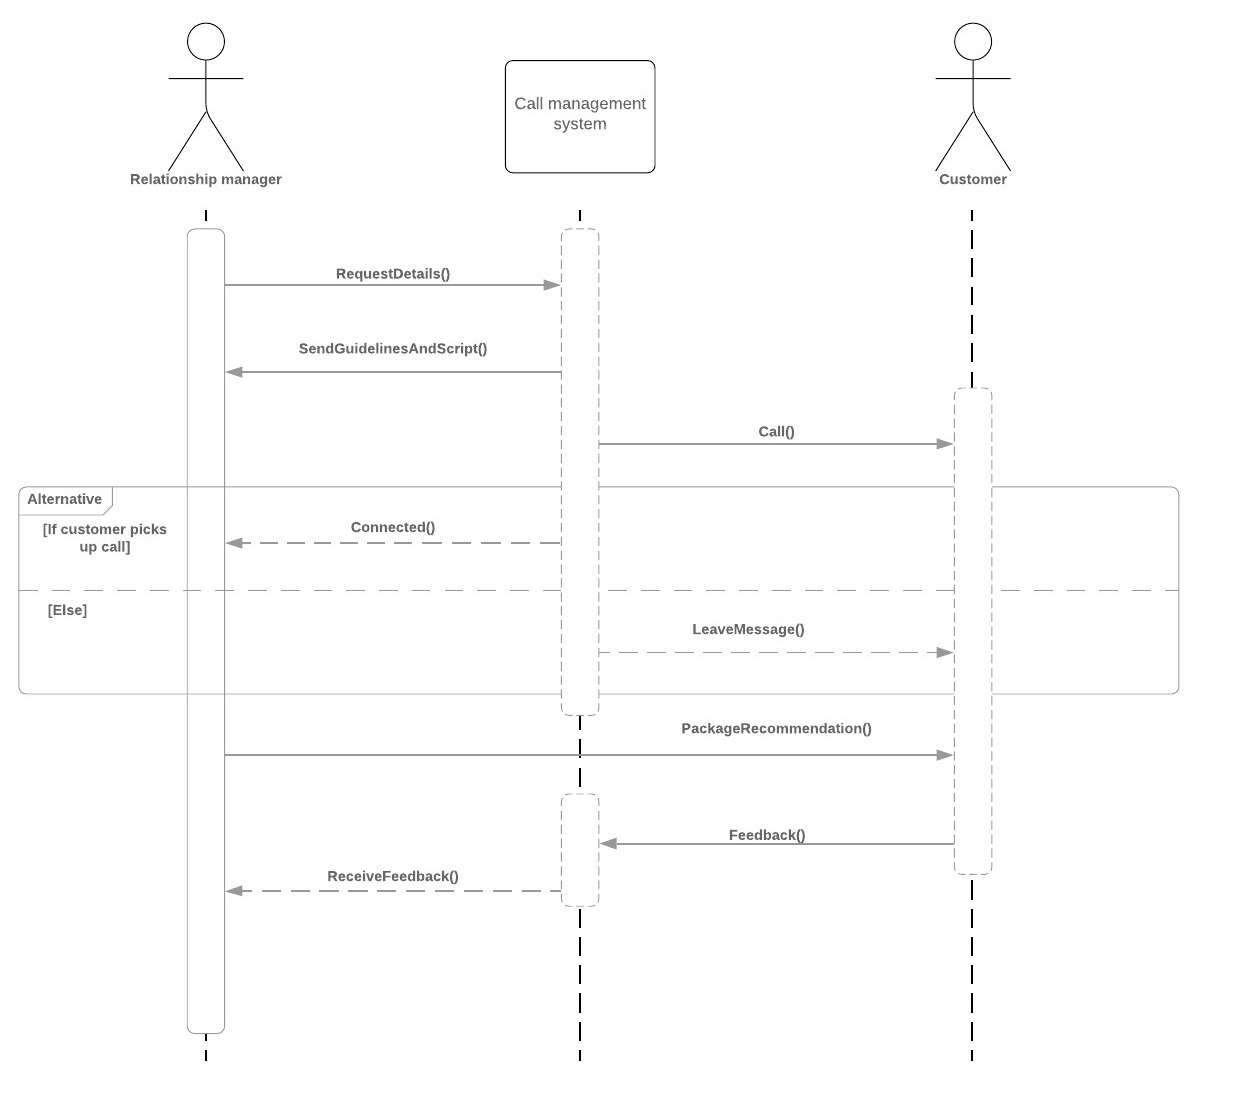 Call management
system
Relationship manager
Customer
RequestDetails()
SendGuidelinesAndScript()
Call()
Alternative
[If customer picks
up call]
Connected()
[Else]
LeaveMessage()
PackageRecommendation()
Feedback()
ReceiveFeedback()